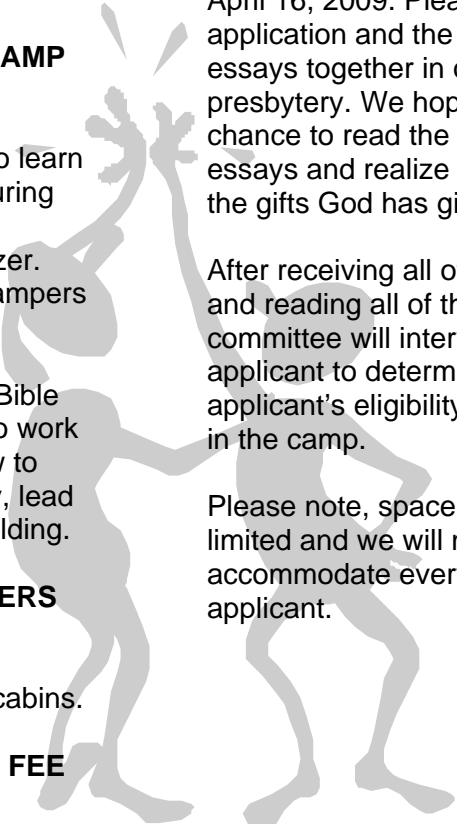 AMP
o learn
uring
zer.
ampers
Bible
o work
to
, lead
lding.
ERS
cabins.
FEE
April 16, 2009. Plea
application and the
essays together in
presbytery. We hop
chance to read the
essays and realize
the gifts God has gi
After receiving all o
and reading all of th
committee will inter
applicant to determ
applicant's eligibility
in the camp.
Please note, space
limited and we will
accommodate ever
applicant.